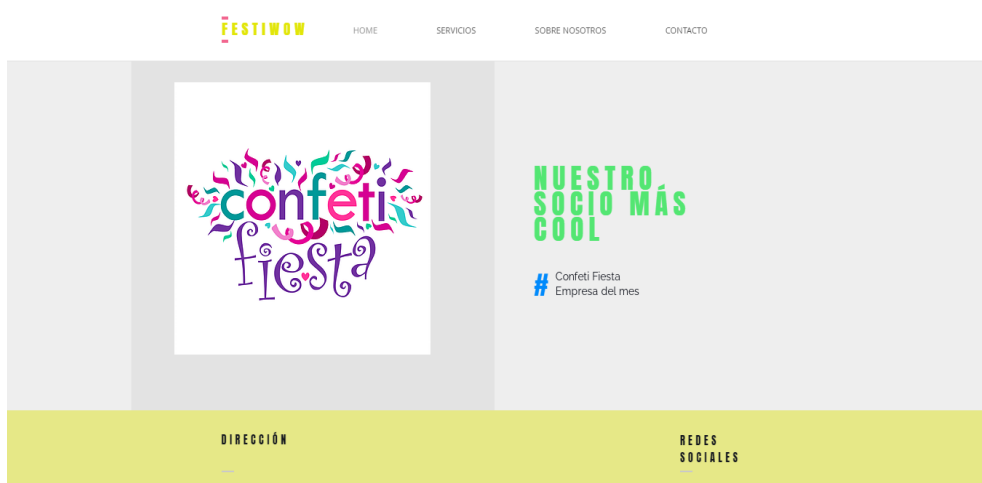 FESTIWOW
HOME
SERVICIOS
SOBRE NOSOTROS
CONTACTO
confeti
fiesta
NUESTRO
SOCIO MÁS
COOL
#
Confeti Fiesta
Empresa del mes
DIRECCIÓN
REDES
SOCIALES